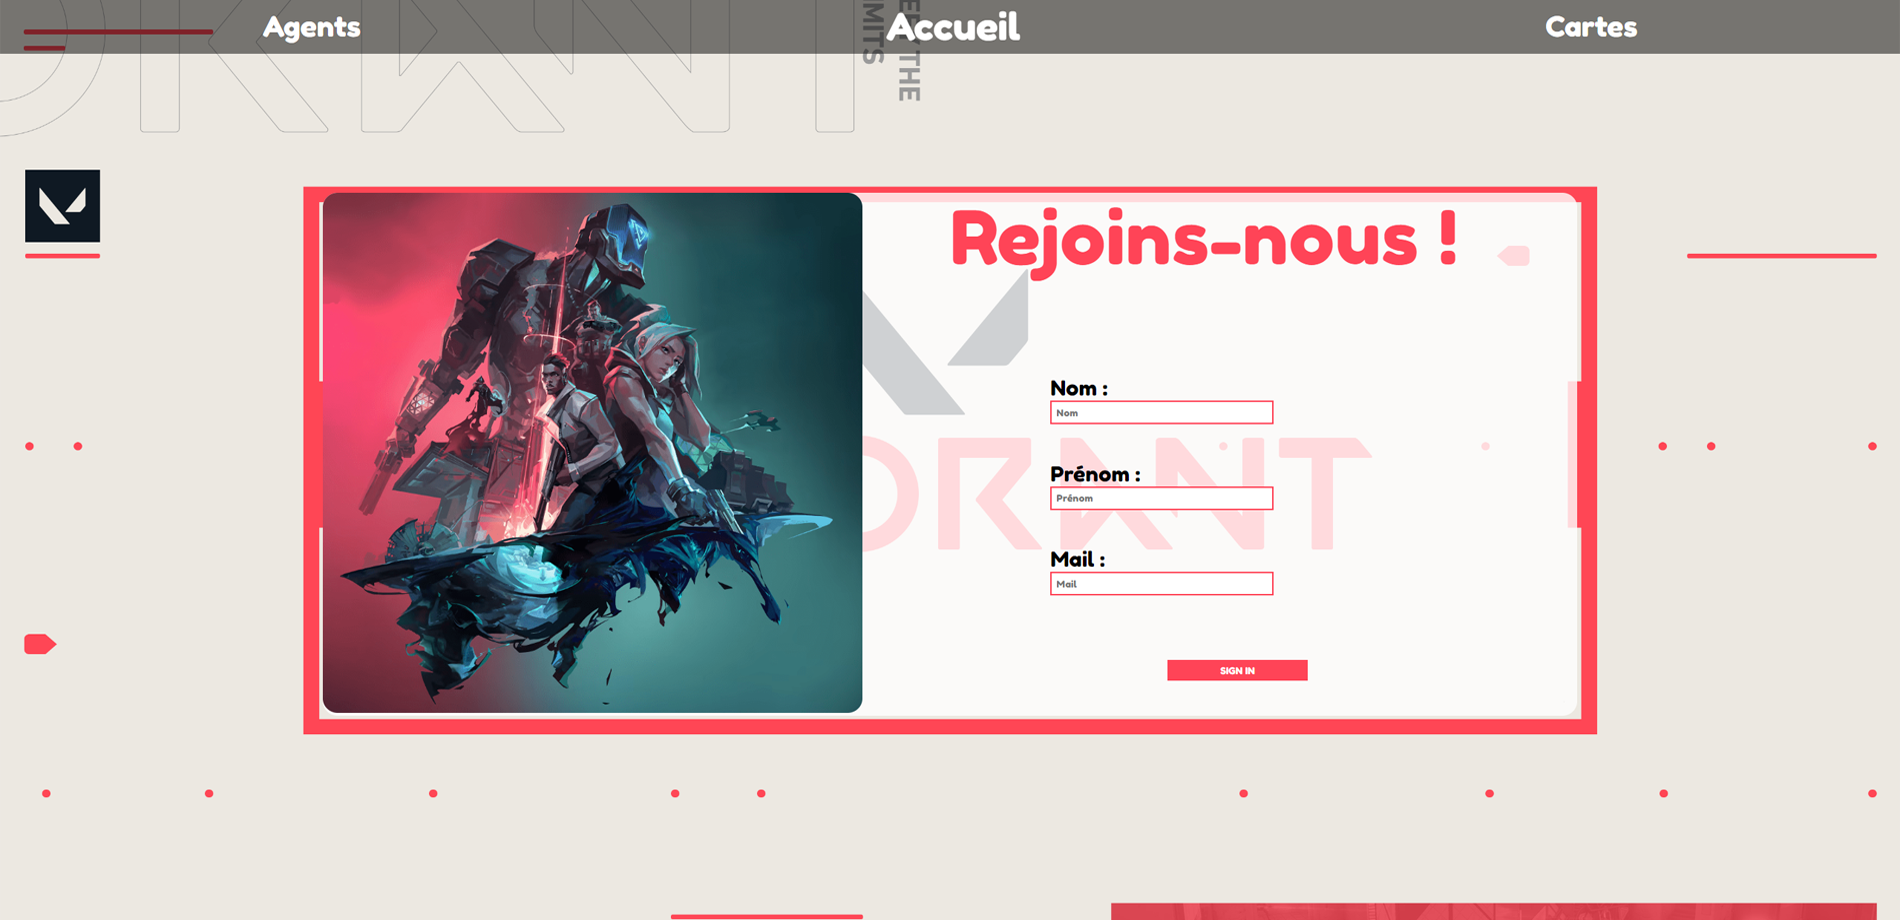 Agents
Accueil
Cartes
THE
MITS
Rejoins-nous !
Nom :
Nom
Prénom :
Prénom
Mail :
Mail
SIGN IN